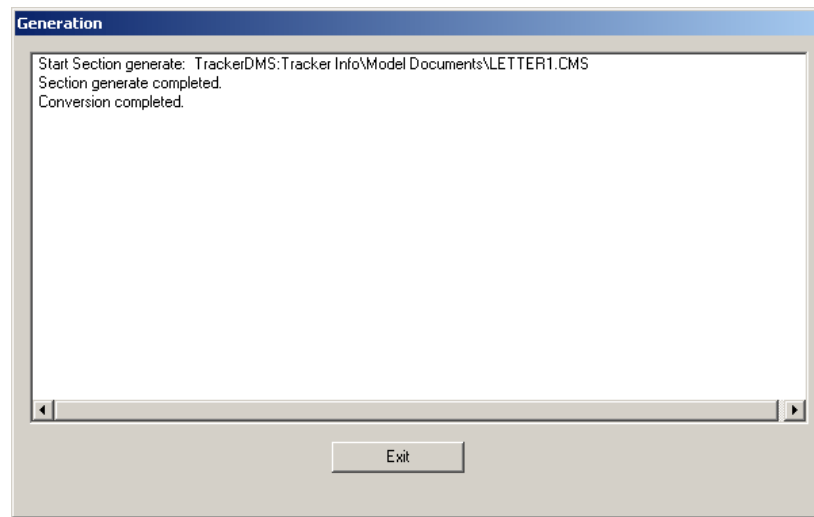 Generation
Start Section generate:  TrackerDMS:Tracker Info\Model Documents\LETTER1.CMS
Section generate completed.
Conversion completed.
Exit